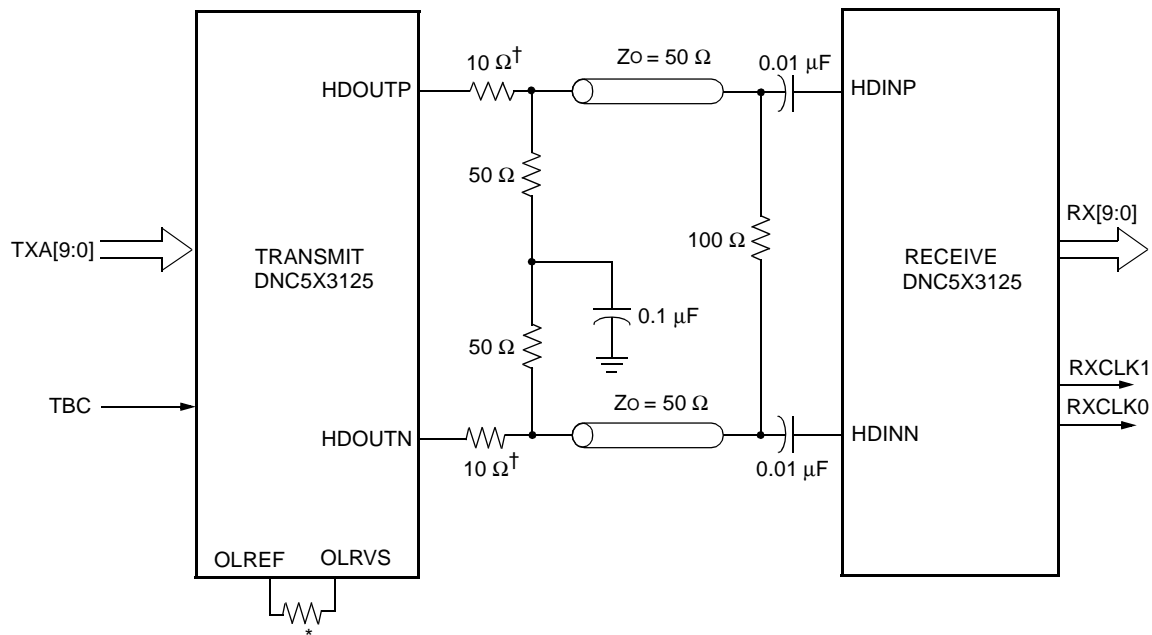 ZO = 50 Ω
10 Ω†
0.01 μF
HDOUTP
HDINP
50 Ω
TXA[9:0]
TRANSMIT
DNC5X3125
100 Ω
RECEIVE
DNC5X3125
RX[9:0]
0.1 μF
50 Ω
RXCLK1
TBC
ZO = 50 Ω
RXCLK0
HDOUTN
HDINN
10 Ω†
0.01 μF
OLREF
OLRVS
*